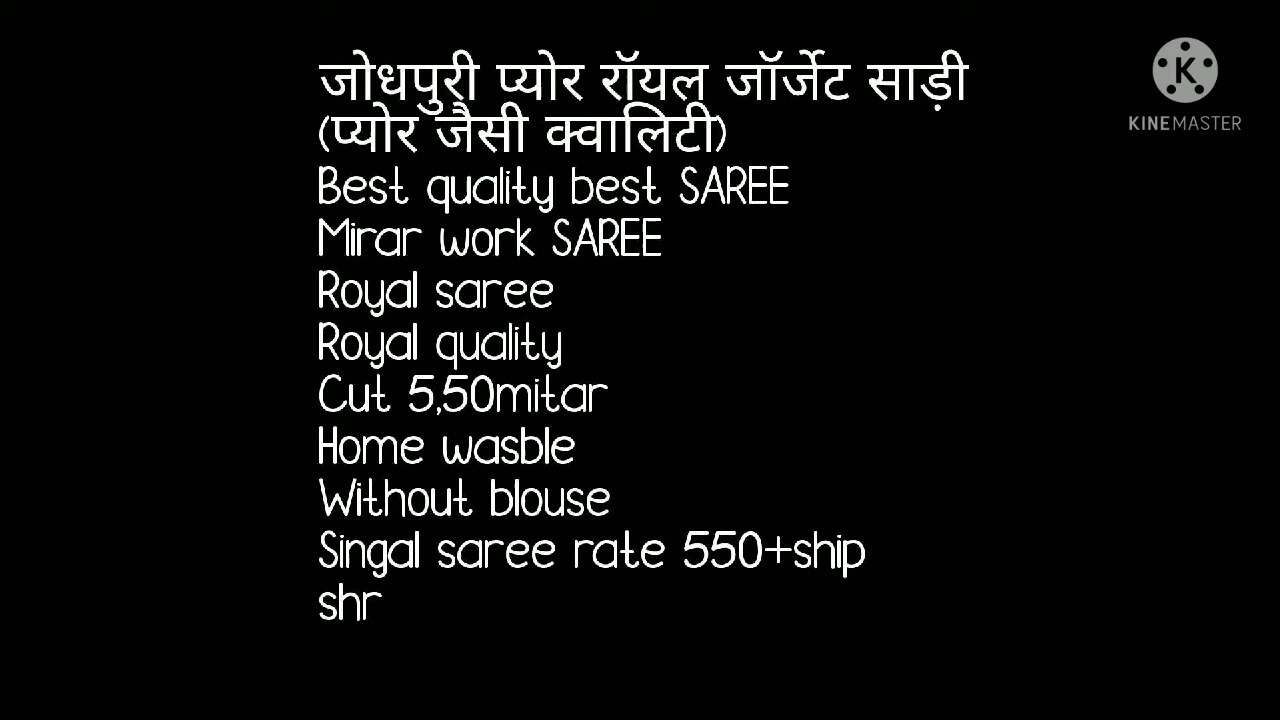 जोधपुरी प्योर रॉयल जॉर्जेट साड़ी
(प्योर जैसी क्वालिटी)
Best quality best SAREE
Mirar work SAREE
Royal saree
Royal quality
Cut 5,50mitar
Home wasble
Without blouse
Singal saree rate 550+ship
shr
K
KINEMASTER